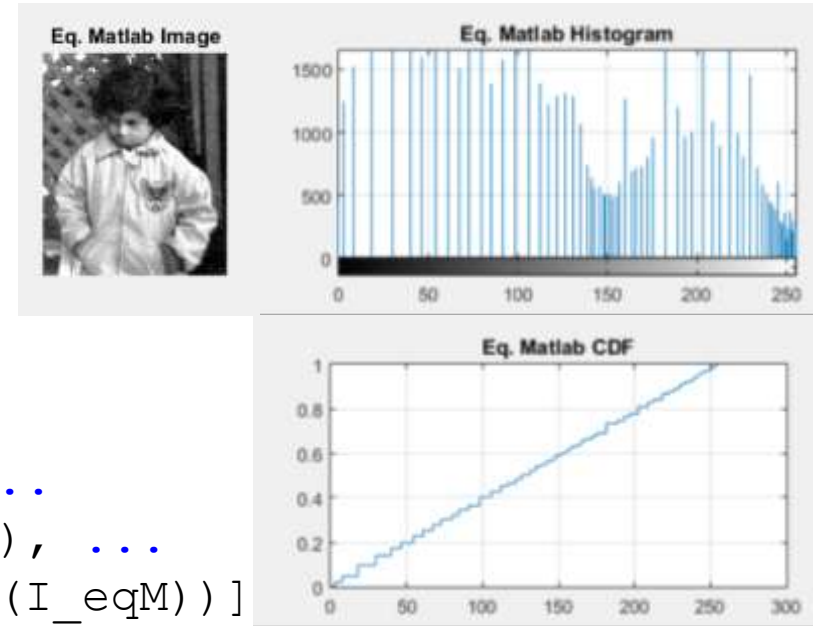 Eq. Matlab Image
Eq. Matlab Histogram
1500
1000
500
0
0 50 100 150 200 250
Eq. Matlab CDF
1
0.8
0.6
0.4
0.2
0
0 50 100 150 200 250 300
..
), ...
(I_eqM))]